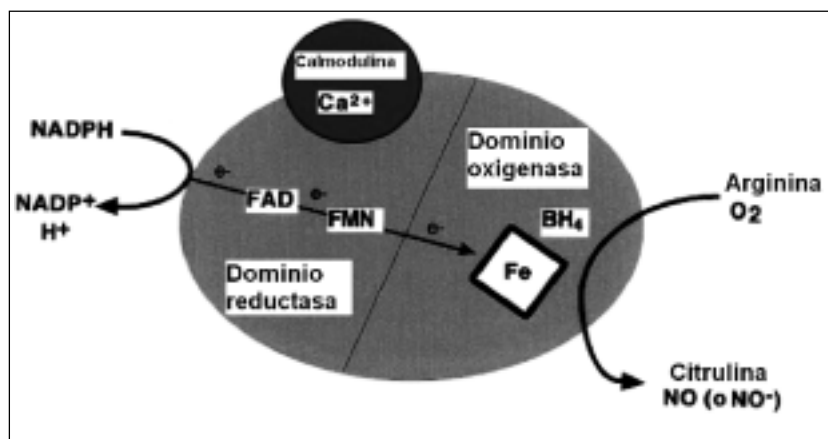 Calmodulina
Ca²⁺
NADPH
NADP⁺
H⁺
e⁻
FAD
e⁻
FMN
e⁻
Dominio
reductasa
Dominio
oxigenasa
BH₄
Fe
Arginina
O₂
Citrulina
NO (o NO⁻)